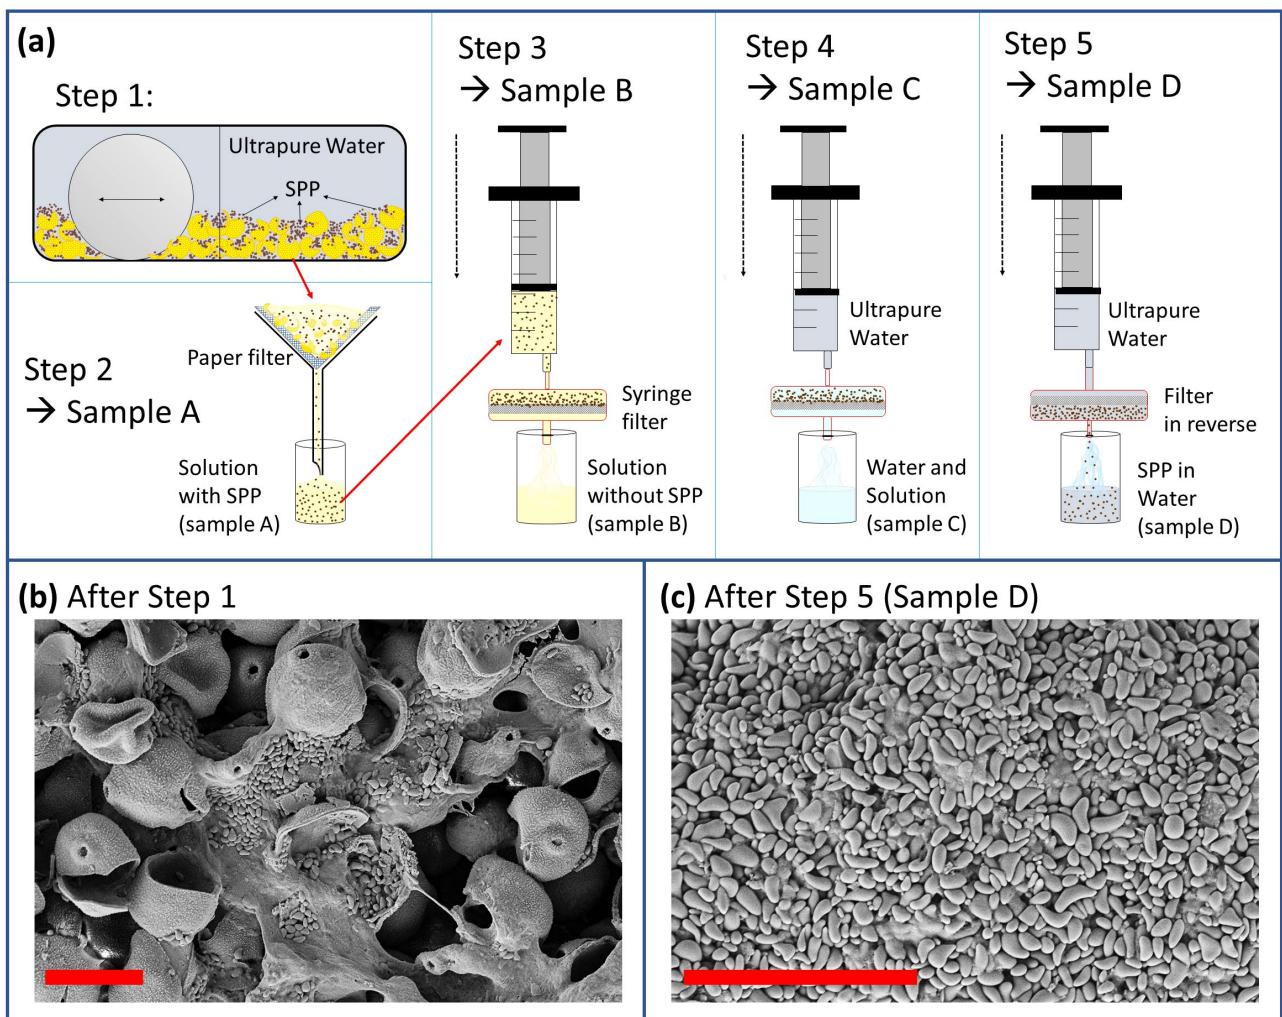 (a)
Step 1:
Ultrapure Water
SPP
Step 2
→ Sample A
Paper filter
Solution
with SPP
(sample A)
Step 3
→ Sample B
Syringe
filter
Solution
without SPP
(sample B)
Step 4
→ Sample C
Ultrapure
Water
Water and
Solution
(sample C)
Step 5
→ Sample D
Ultrapure
Water
Filter
in reverse
SPP in
Water
(sample D)
(b) After Step 1
(c) After Step 5 (Sample D)